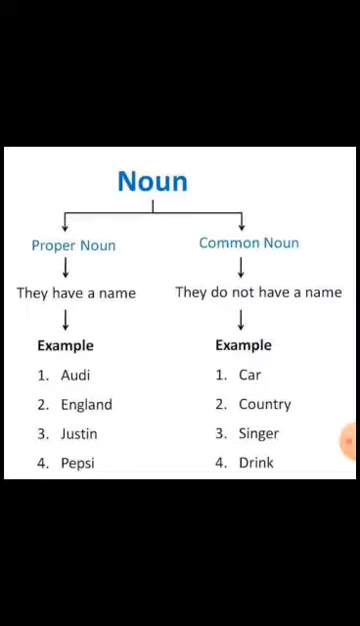 Noun
Proper Noun
Common Noun
They have a name
They do not have a name
Example
1. Audi
2. England
3. Justin
4. Pepsi
Example
1. Car
2. Country
3. Singer
4. Drink